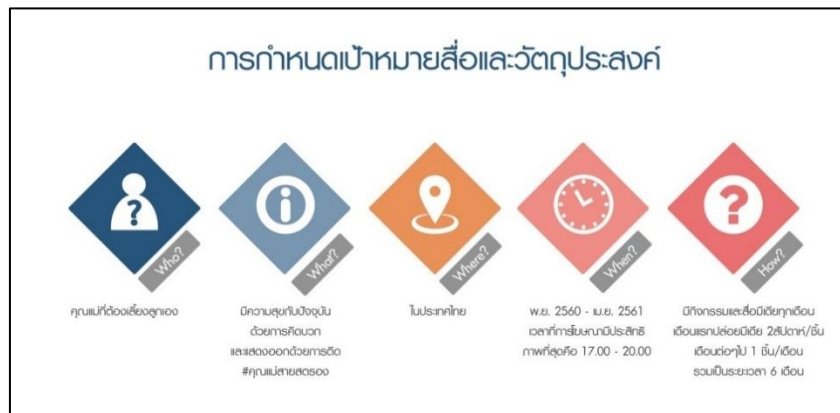 การกำหนดเป้าหมายสื่อและวัตถุประสงค์
Who?
What?
Where?
When?
How?
คุณแม่ที่ต้องเลี้ยงลูกเอง
มีความสุขกับปัจจุบัน
ด้วยการคิดบวก
และแสดงออกด้วยการติด
#คุณแม่สายสตรอง
ในประเทศไทย
พ.ย. 2560 - เม.ย. 2561
เวลาที่การโฆษณามีประสิทธิ
ภาพที่สุดคือ 17.00 - 20.00
มีกิจกรรมและสื่อมีเดียทุกเดือน
เดือนแรกปล่อยมีเดีย 2สัปดาห์/ชิ้น
เดือนต่อๆไป 1 ชิ้น/เดือน
รวมเป็นระยะเวลา 6 เดือน